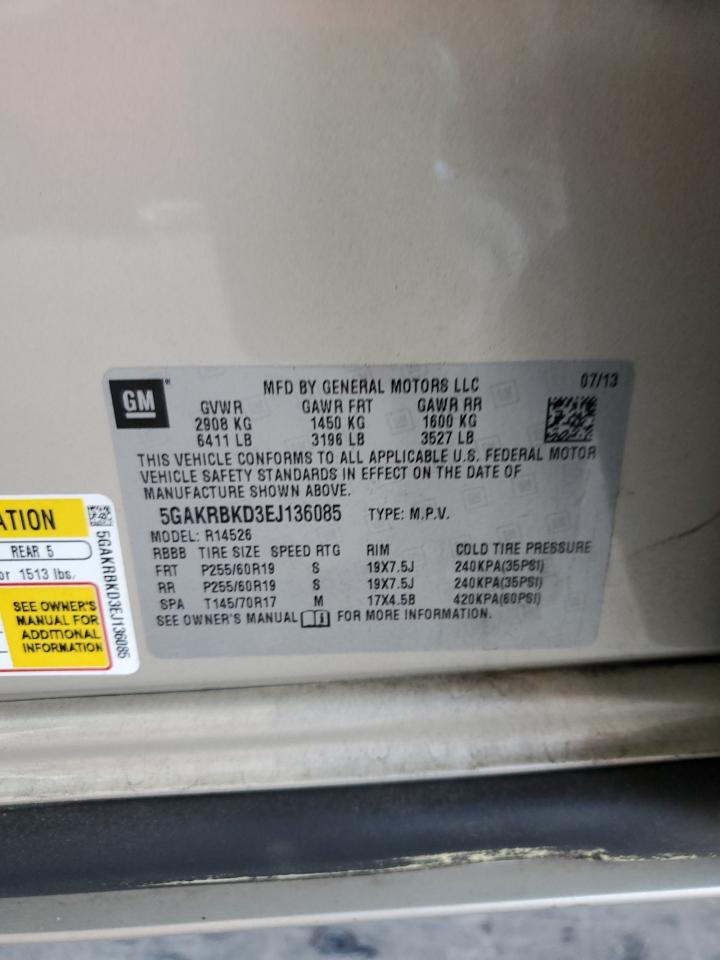 GM
MFD BY GENERAL MOTORS LLC 07/13
GVWR GAWR FRT GAWR RR
2908 KG 1450 KG 1600 KG
6411 LB 3196 LB 3527 LB
THIS VEHICLE CONFORMS TO ALL APPLICABLE U.S. FEDERAL MOTOR
VEHICLE SAFETY STANDARDS IN EFFECT ON THE DATE OF
MANUFACTURE SHOWN ABOVE.
5GAKRBKD3EJ136085 TYPE: M.P.V.
MODEL: R14526
RBBB TIRE SIZE SPEED RTG RIM COLD TIRE PRESSURE
FRT P255/60R19 S 19X7.5J 240KPA(35PSI)
RR P255/60R19 S 19X7.5J 240KPA(35PSI)
SPA T145/70R17 M 17X4.5B 420KPA(60PSI)
SEE OWNER'S MANUAL FOR MORE INFORMATION.
ATION
REAR 5
or 1513 lbs.
SEE OWNER'S
MANUAL FOR
ADDITIONAL
INFORMATION
5GAKRBKD3EJ136085